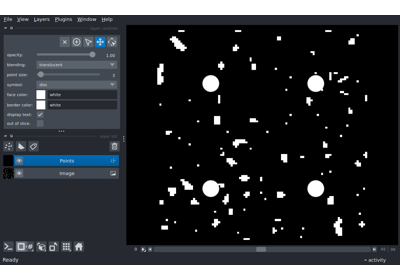 File View Layers Plugins Window Help
opacity: 1.00
blending: translucent
point size:
symbol: disc
face color: white
border color: white
display text:
out of slice:
Points
Image
Ready
activity